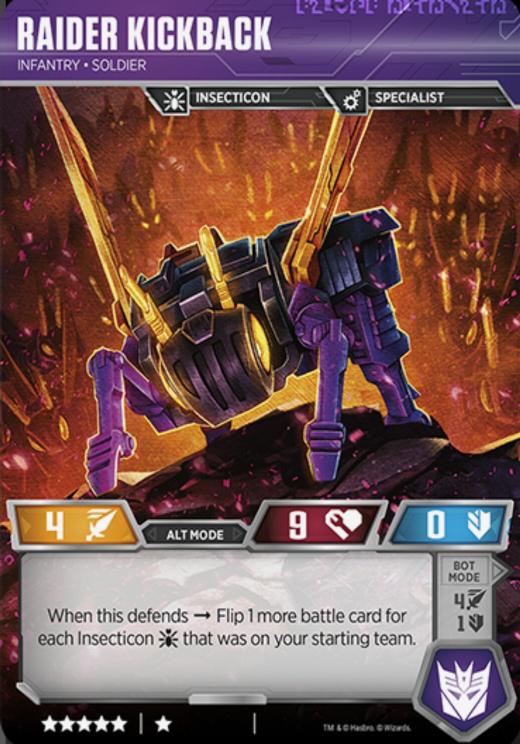 RAIDER KICKBACK
INFANTRY • SOLDIER
INSECTICON
SPECIALIST
4
ALT MODE
9
0
BOT
MODE
4
1
When this defends → Flip 1 more battle card for
each Insecticon that was on your starting team.
TM & © Hasbro. © Wizards.